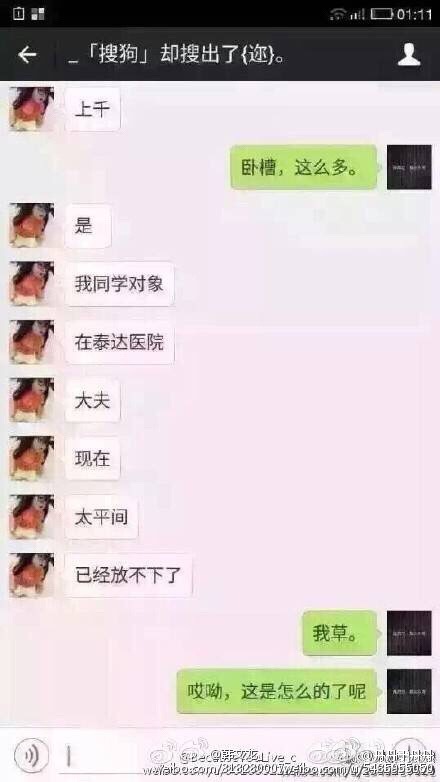 01:11
_「搜狗」却搜出了{迩}。
上千
卧槽，这么多。
是
我同学对象
在泰达医院
大夫
现在
太平间
已经放不下了
我草。
哎呦，这是怎么的了呢